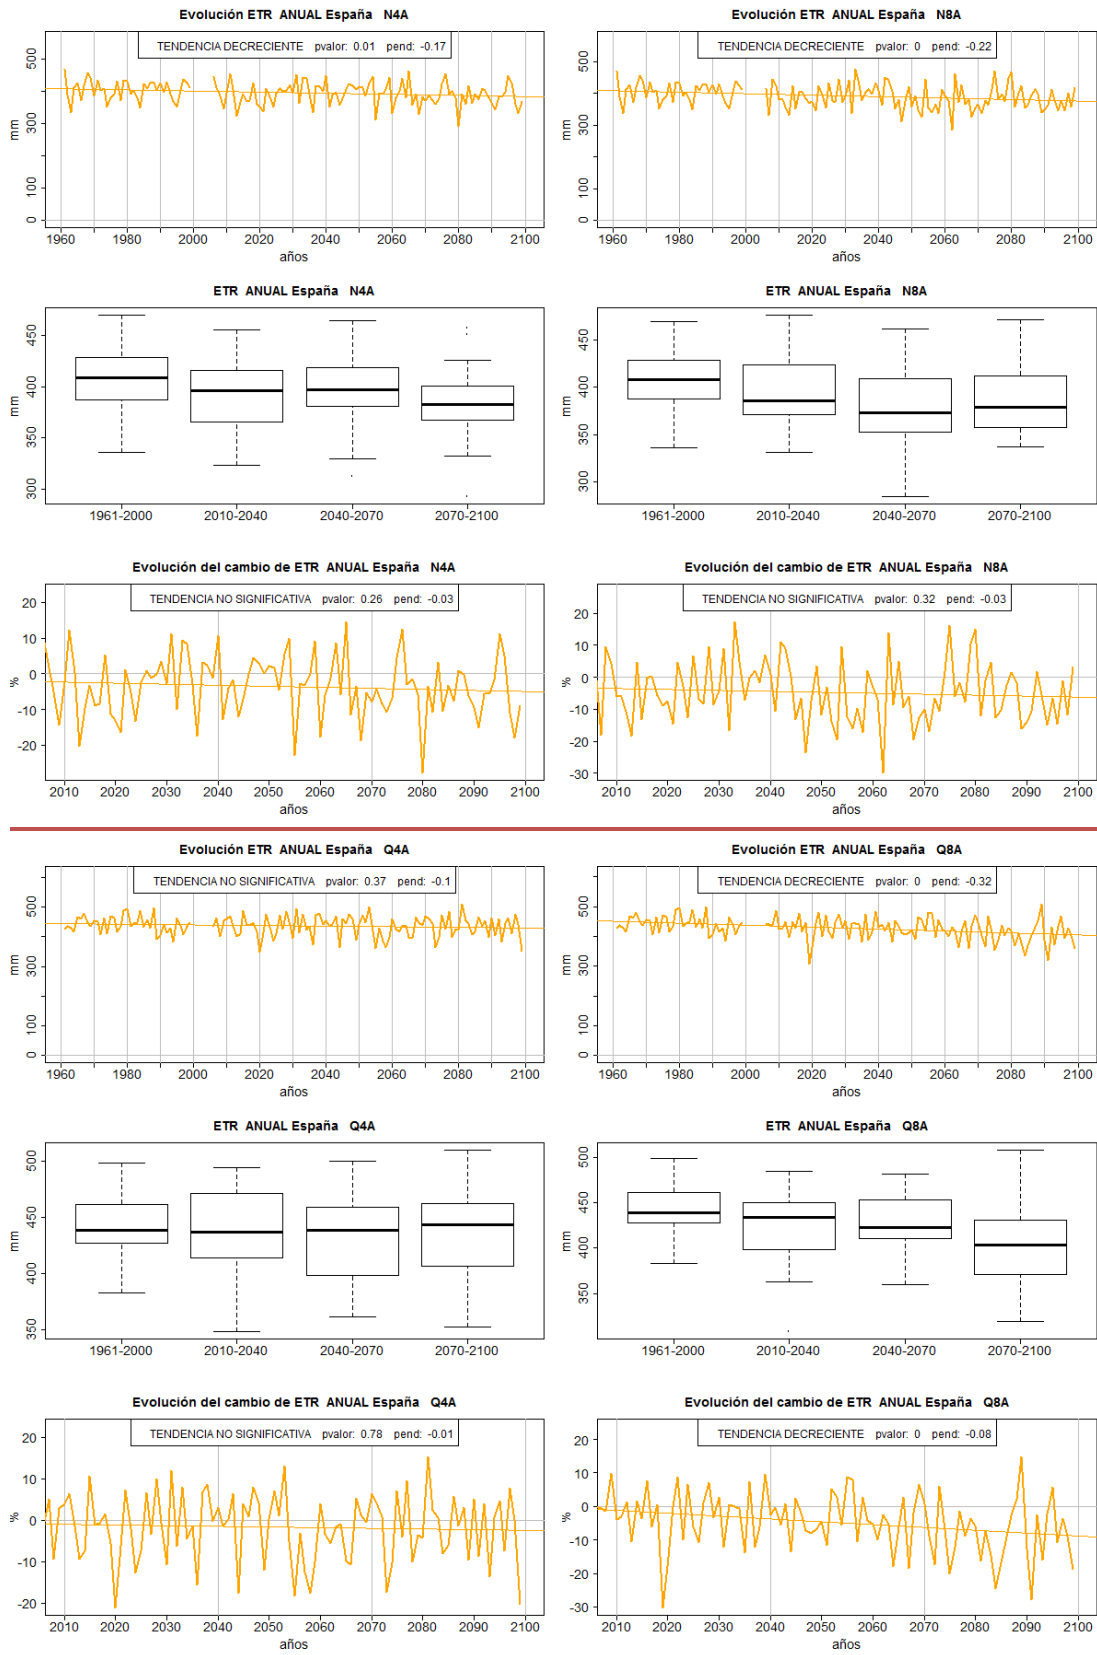 Evolución ETR ANUAL España N4A
TENDENCIA DECRECIENTE pvalor: 0.01 pend: -0.17
mm
500
300
100
0
1960 1980 2000 2020 2040 2060 2080 2100
años
Evolución ETR ANUAL España N8A
TENDENCIA DECRECIENTE pvalor: 0 pend: -0.22
mm
500
300
100
0
1960 1980 2000 2020 2040 2060 2080 2100
años
ETR ANUAL España N4A
mm
450
400
350
300
1961-2000 2010-2040 2040-2070 2070-2100
ETR ANUAL España N8A
mm
450
400
350
300
1961-2000 2010-2040 2040-2070 2070-2100
Evolución del cambio de ETR ANUAL España N4A
TENDENCIA NO SIGNIFICATIVA pvalor: 0.26 pend: -0.03
%
20
10
0
-10
-20
2010 2020 2030 2040 2050 2060 2070 2080 2090 2100
años
Evolución del cambio de ETR ANUAL España N8A
TENDENCIA NO SIGNIFICATIVA pvalor: 0.32 pend: -0.03
%
20
10
0
-10
-20
-30
2010 2020 2030 2040 2050 2060 2070 2080 2090 2100
años
Evolución ETR ANUAL España Q4A
TENDENCIA NO SIGNIFICATIVA pvalor: 0.37 pend: -0.1
mm
500
300
100
0
1960 1980 2000 2020 2040 2060 2080 2100
años
Evolución ETR ANUAL España Q8A
TENDENCIA DECRECIENTE pvalor: 0 pend: -0.32
mm
500
300
100
0
1960 1980 2000 2020 2040 2060 2080 2100
años
ETR ANUAL España Q4A
mm
500
450
400
350
1961-2000 2010-2040 2040-2070 2070-2100
ETR ANUAL España Q8A
mm
500
450
400
350
1961-2000 2010-2040 2040-2070 2070-2100
Evolución del cambio de ETR ANUAL España Q4A
TENDENCIA NO SIGNIFICATIVA pvalor: 0.78 pend: -0.01
%
10
0
-10
-20
2010 2020 2030 2040 2050 2060 2070 2080 2090 2100
años
Evolución del cambio de ETR ANUAL España Q8A
TENDENCIA DECRECIENTE pvalor: 0 pend: -0.08
%
20
10
0
-10
-20
-30
2010 2020 2030 2040 2050 2060 2070 2080 2090 2100
años